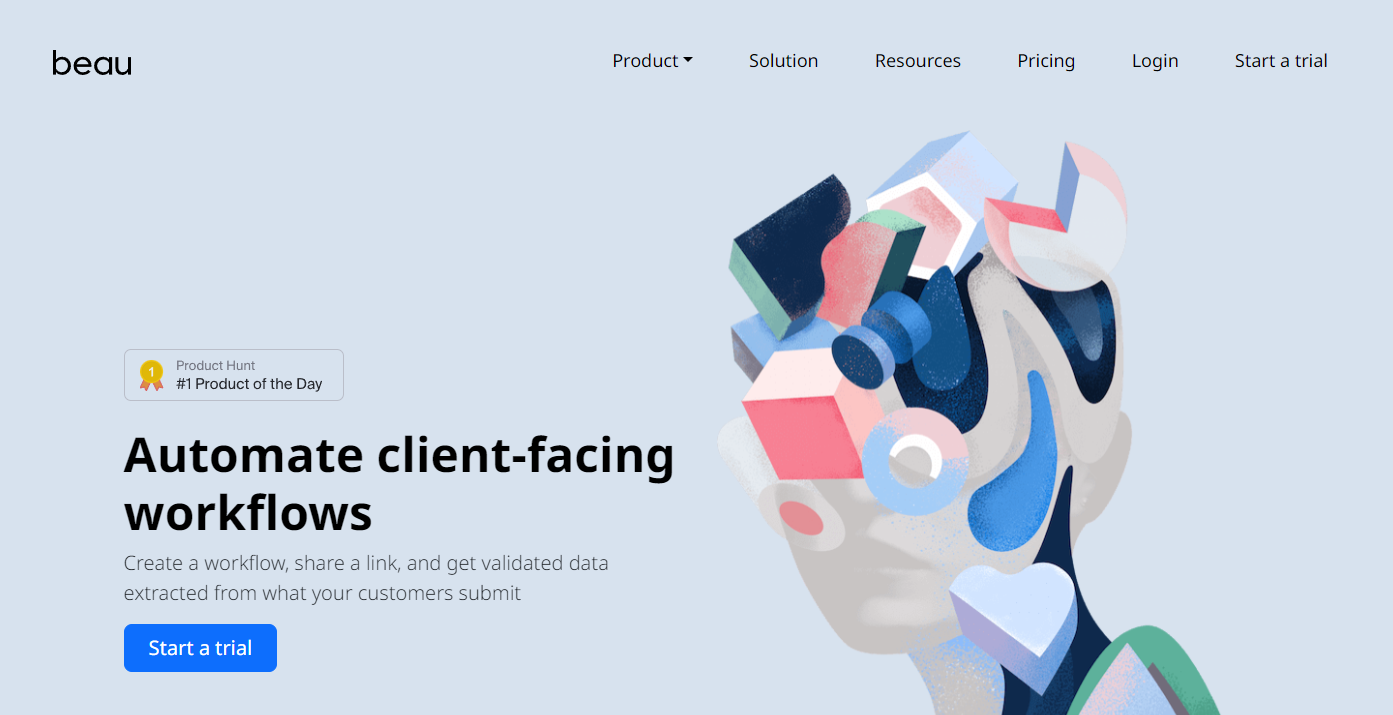 beau
Product
Solution
Resources
Pricing
Login
Start a trial
1
Product Hunt
#1 Product of the Day
Automate client-facing
workflows
Create a workflow, share a link, and get validated data
extracted from what your customers submit
Start a trial